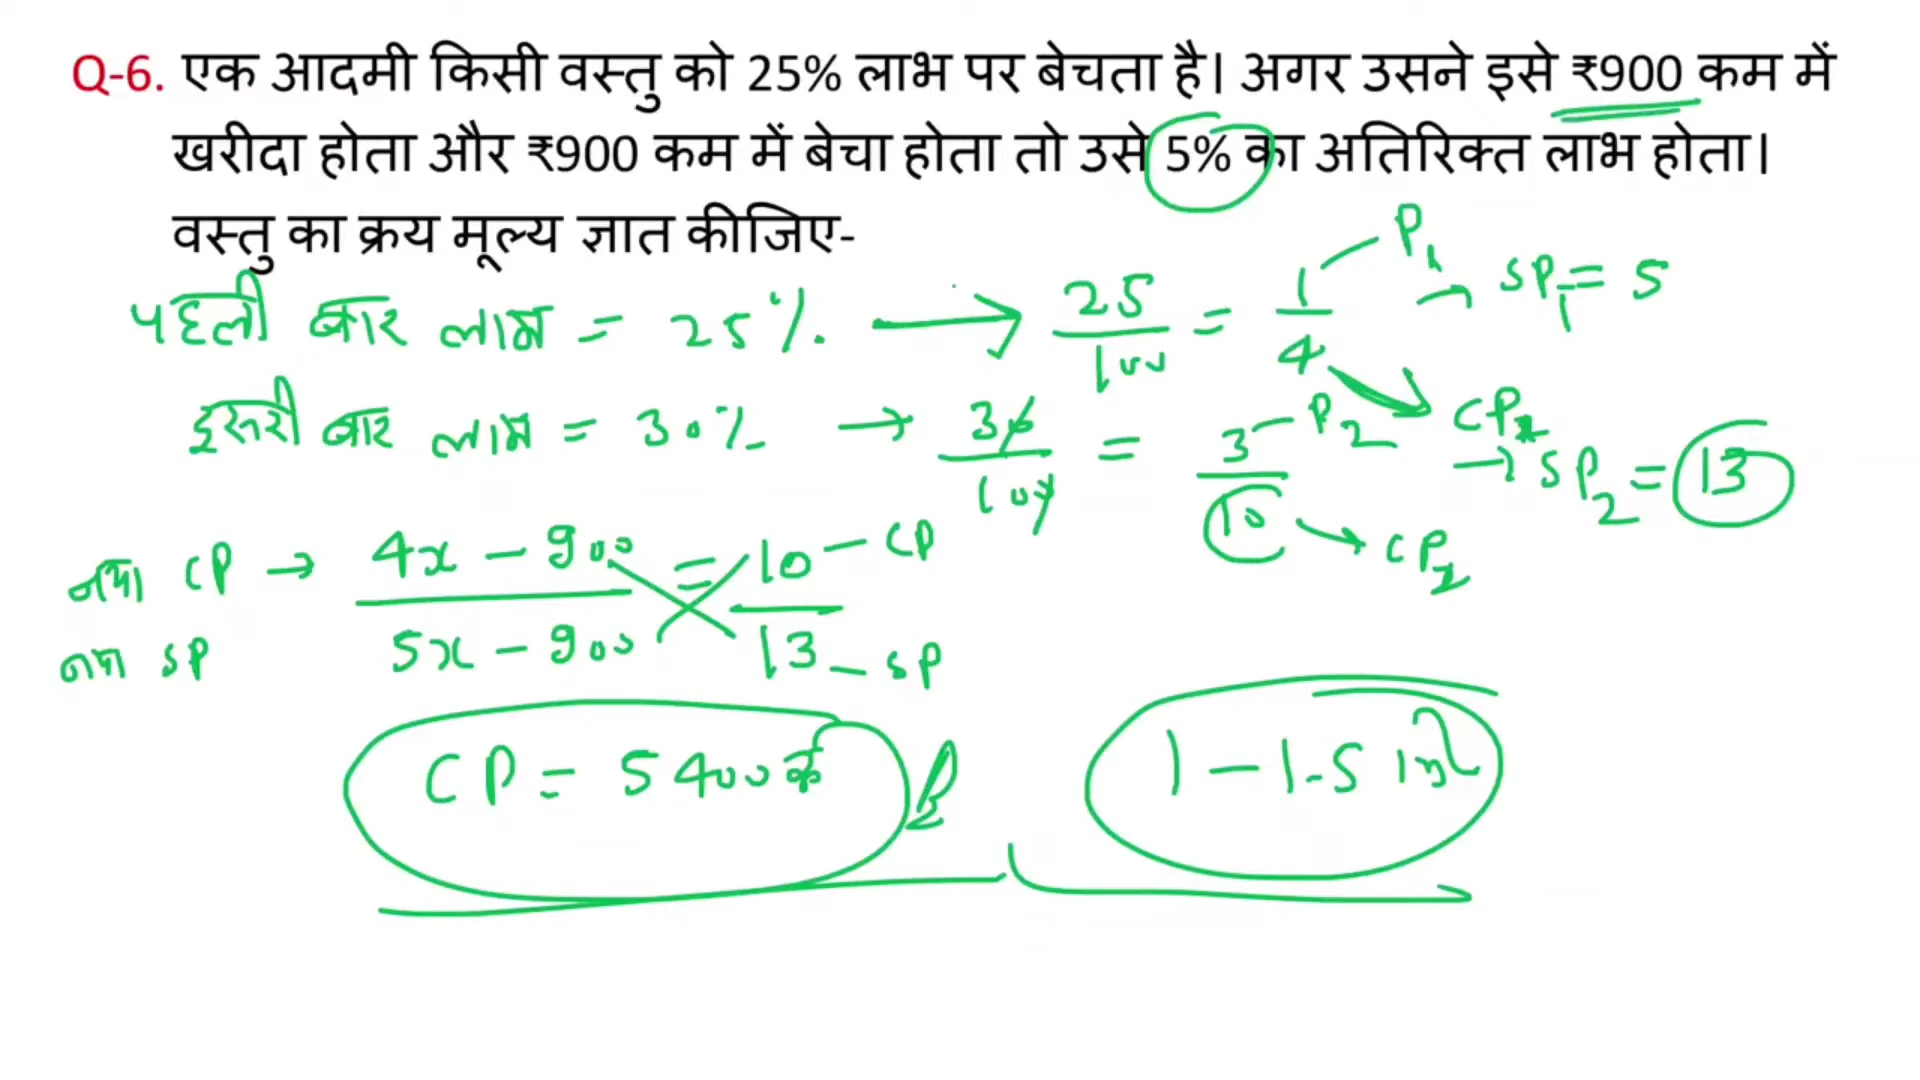 Q-6. एक आदमी किसी वस्तु को 25% लाभ पर बेचता है। अगर उसने इसे ₹900 कम में
खरीदा होता और ₹900 कम में बेचा होता तो उसे 5% का अतिरिक्त लाभ होता।
वस्तु का क्रय मूल्य ज्ञात कीजिए-
पहली बार लाभ = 25% → 25/100 = 1/4 P1 → SP1 = 5
CP1
दुसरी बार लाभ = 30% → 30/100 = 3/10 P2 → SP2 = 13
CP2
नया CP → 4x - 900 = 10 - CP
नया SP 5x - 900 13 - SP
CP = 5400 रु
1 - 1.5